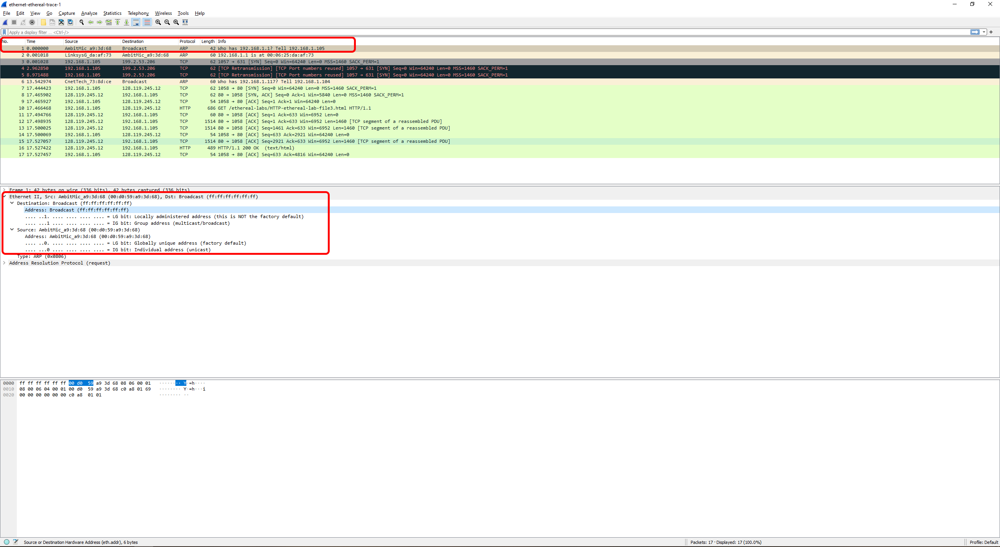 ethernet-ethereal-trace-1
File Edit View Go Capture Analyze Statistics Telephony Wireless Tools Help
Apply a display filter ... <Ctrl-/>
No. Time Source Destination Protocol Length Info
1 0.000000 AmbitMic_a9:3d:68 Broadcast ARP 42 Who has 192.168.1.1? Tell 192.168.1.105
2 0.001018 LinksysG_da:af:73 AmbitMic_a9:3d:68 ARP 60 192.168.1.1 is at 00:06:25:da:af:73
3 0.001028 192.168.1.105 199.2.53.206 TCP 62 1057 → 631 [SYN] Seq=0 Win=64240 Len=0 MSS=1460 SACK_PERM=1
4 2.962850 192.168.1.105 199.2.53.206 TCP 62 [TCP Retransmission] [TCP Port numbers reused] 1057 → 631 [SYN] Seq=0 Win=64240 Len=0 MSS=1460 SACK_PERM=1
5 8.971488 192.168.1.105 199.2.53.206 TCP 62 [TCP Retransmission] [TCP Port numbers reused] 1057 → 631 [SYN] Seq=0 Win=64240 Len=0 MSS=1460 SACK_PERM=1
6 13.542974 CnetTech_73:8d:ce Broadcast ARP 60 Who has 192.168.1.117? Tell 192.168.1.104
7 17.444423 192.168.1.105 128.119.245.12 TCP 62 1058 → 80 [SYN] Seq=0 Win=64240 Len=0 MSS=1460 SACK_PERM=1
8 17.465902 128.119.245.12 192.168.1.105 TCP 62 80 → 1058 [SYN, ACK] Seq=0 Ack=1 Win=5840 Len=0 MSS=1460 SACK_PERM=1
9 17.465927 192.168.1.105 128.119.245.12 TCP 54 1058 → 80 [ACK] Seq=1 Ack=1 Win=64240 Len=0
10 17.466468 192.168.1.105 128.119.245.12 HTTP 686 GET /ethereal-labs/HTTP-ethereal-lab-file3.html HTTP/1.1
11 17.494766 128.119.245.12 192.168.1.105 TCP 60 80 → 1058 [ACK] Seq=1 Ack=633 Win=6952 Len=0
12 17.498935 128.119.245.12 192.168.1.105 TCP 1514 80 → 1058 [ACK] Seq=1 Ack=633 Win=6952 Len=1460 [TCP segment of a reassembled PDU]
13 17.500025 128.119.245.12 192.168.1.105 TCP 1514 80 → 1058 [ACK] Seq=1461 Ack=633 Win=6952 Len=1460 [TCP segment of a reassembled PDU]
14 17.500069 192.168.1.105 128.119.245.12 TCP 54 1058 → 80 [ACK] Seq=633 Ack=2921 Win=64240 Len=0
15 17.527057 128.119.245.12 192.168.1.105 TCP 1514 80 → 1058 [ACK] Seq=2921 Ack=633 Win=6952 Len=1460 [TCP segment of a reassembled PDU]
16 17.527422 128.119.245.12 192.168.1.105 HTTP 489 HTTP/1.1 200 OK (text/html)
17 17.527457 192.168.1.105 128.119.245.12 TCP 54 1058 → 80 [ACK] Seq=633 Ack=4816 Win=64240 Len=0
Frame 1: 42 bytes on wire (336 bits), 42 bytes captured (336 bits)
Ethernet II, Src: AmbitMic_a9:3d:68 (00:d0:59:a9:3d:68), Dst: Broadcast (ff:ff:ff:ff:ff:ff)
Destination: Broadcast (ff:ff:ff:ff:ff:ff)
Address: Broadcast (ff:ff:ff:ff:ff:ff)
.... ..1. .... .... .... .... = LG bit: Locally administered address (this is NOT the factory default)
.... ...1 .... .... .... .... = IG bit: Group address (multicast/broadcast)
Source: AmbitMic_a9:3d:68 (00:d0:59:a9:3d:68)
Address: AmbitMic_a9:3d:68 (00:d0:59:a9:3d:68)
.... ..0. .... .... .... .... = LG bit: Globally unique address (factory default)
.... ...0 .... .... .... .... = IG bit: Individual address (unicast)
Type: ARP (0x0806)
Address Resolution Protocol (request)
0000 ff ff ff ff ff ff 00 d0 59 a9 3d 68 08 06 00 01 ········ Y·=h····
0010 08 00 06 04 00 01 00 d0 59 a9 3d 68 c0 a8 01 69 ········ Y·=h···i
0020 00 00 00 00 00 00 c0 a8 01 01 ········ ··
Source or Destination Hardware Address (eth.addr), 6 bytes
Packets: 17 · Displayed: 17 (100.0%)
Profile: Default